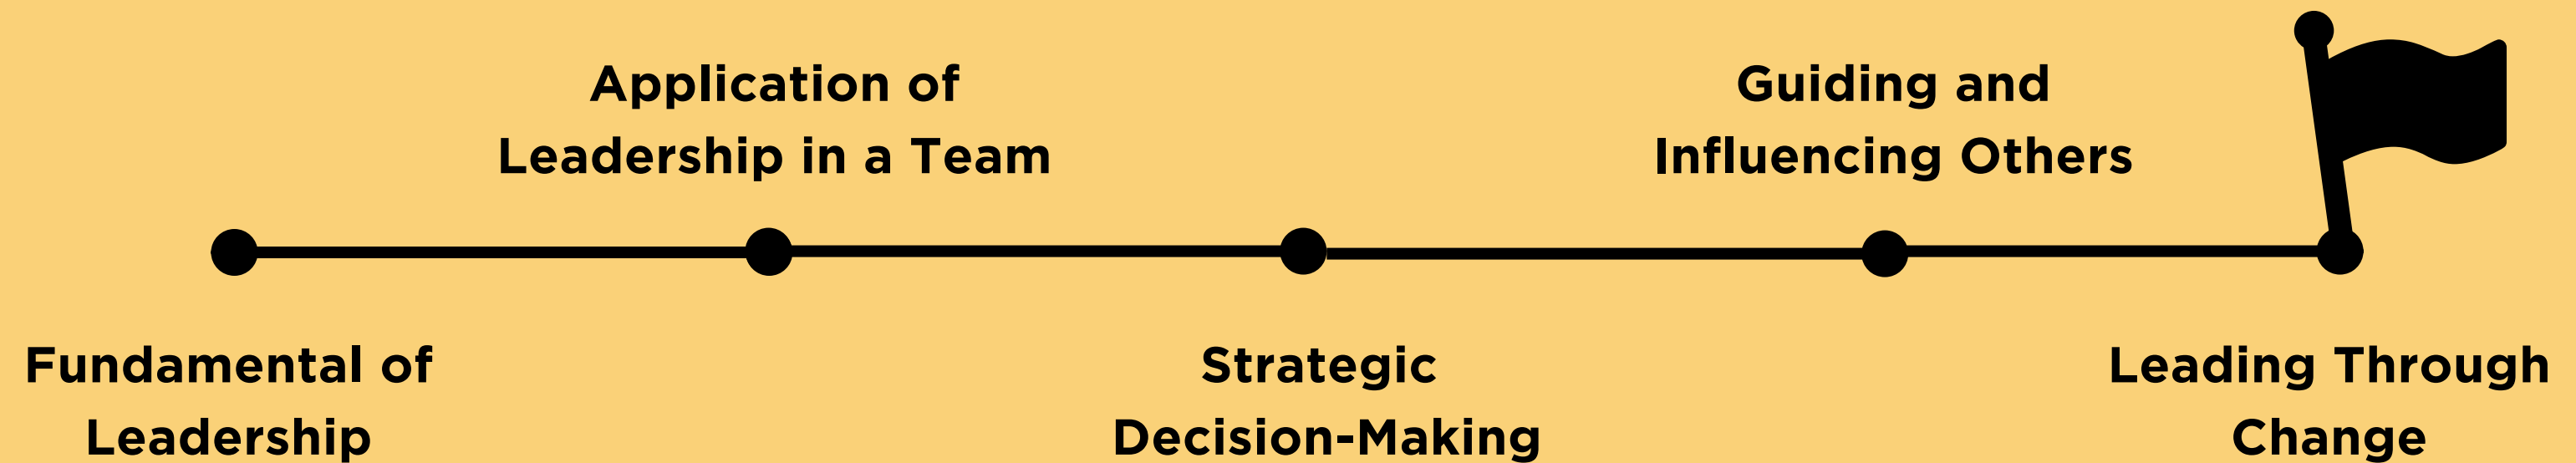 Application of
Leadership in a Team
Guiding and
Influencing Others
Fundamental of
Leadership
Strategic
Decision-Making
Leading Through
Change